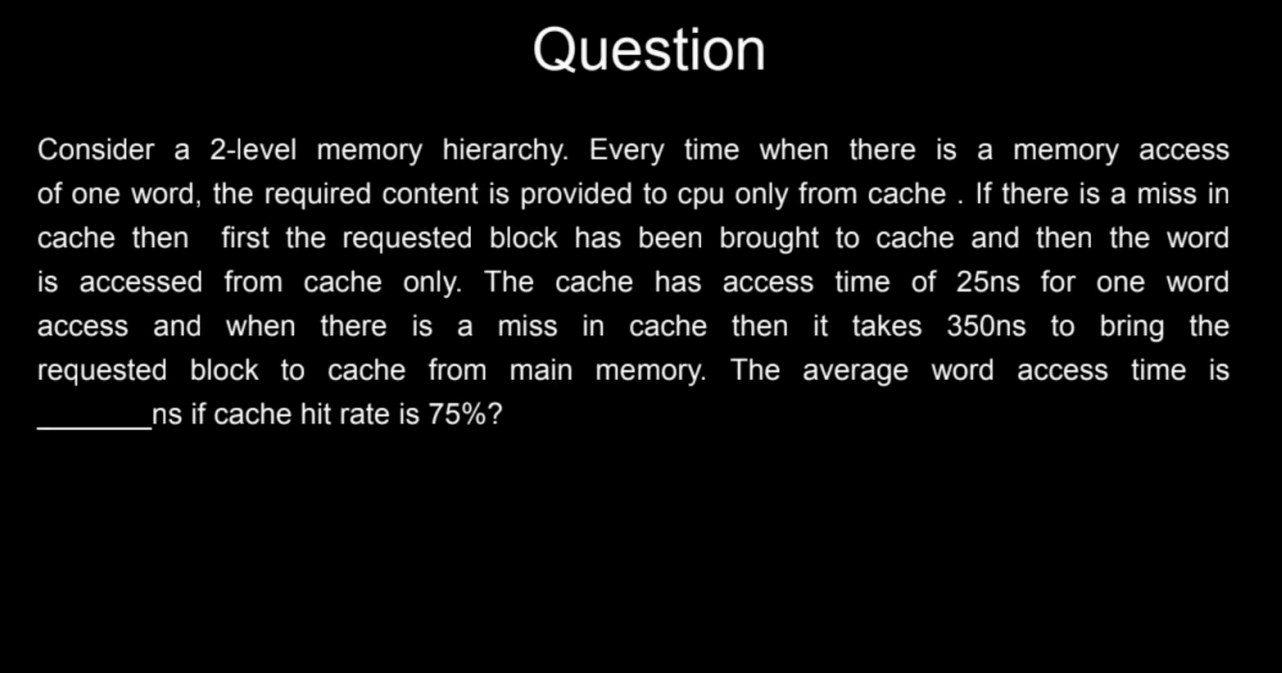 Question
Consider a 2-level memory hierarchy. Every time when there is a memory access
of one word, the required content is provided to cpu only from cache . If there is a miss in
cache then first the requested block has been brought to cache and then the word
is accessed from cache only. The cache has access time of 25ns for one word
access and when there is a miss in cache then it takes 350ns to bring the
requested block to cache from main memory. The average word access time is
_______ns if cache hit rate is 75%?